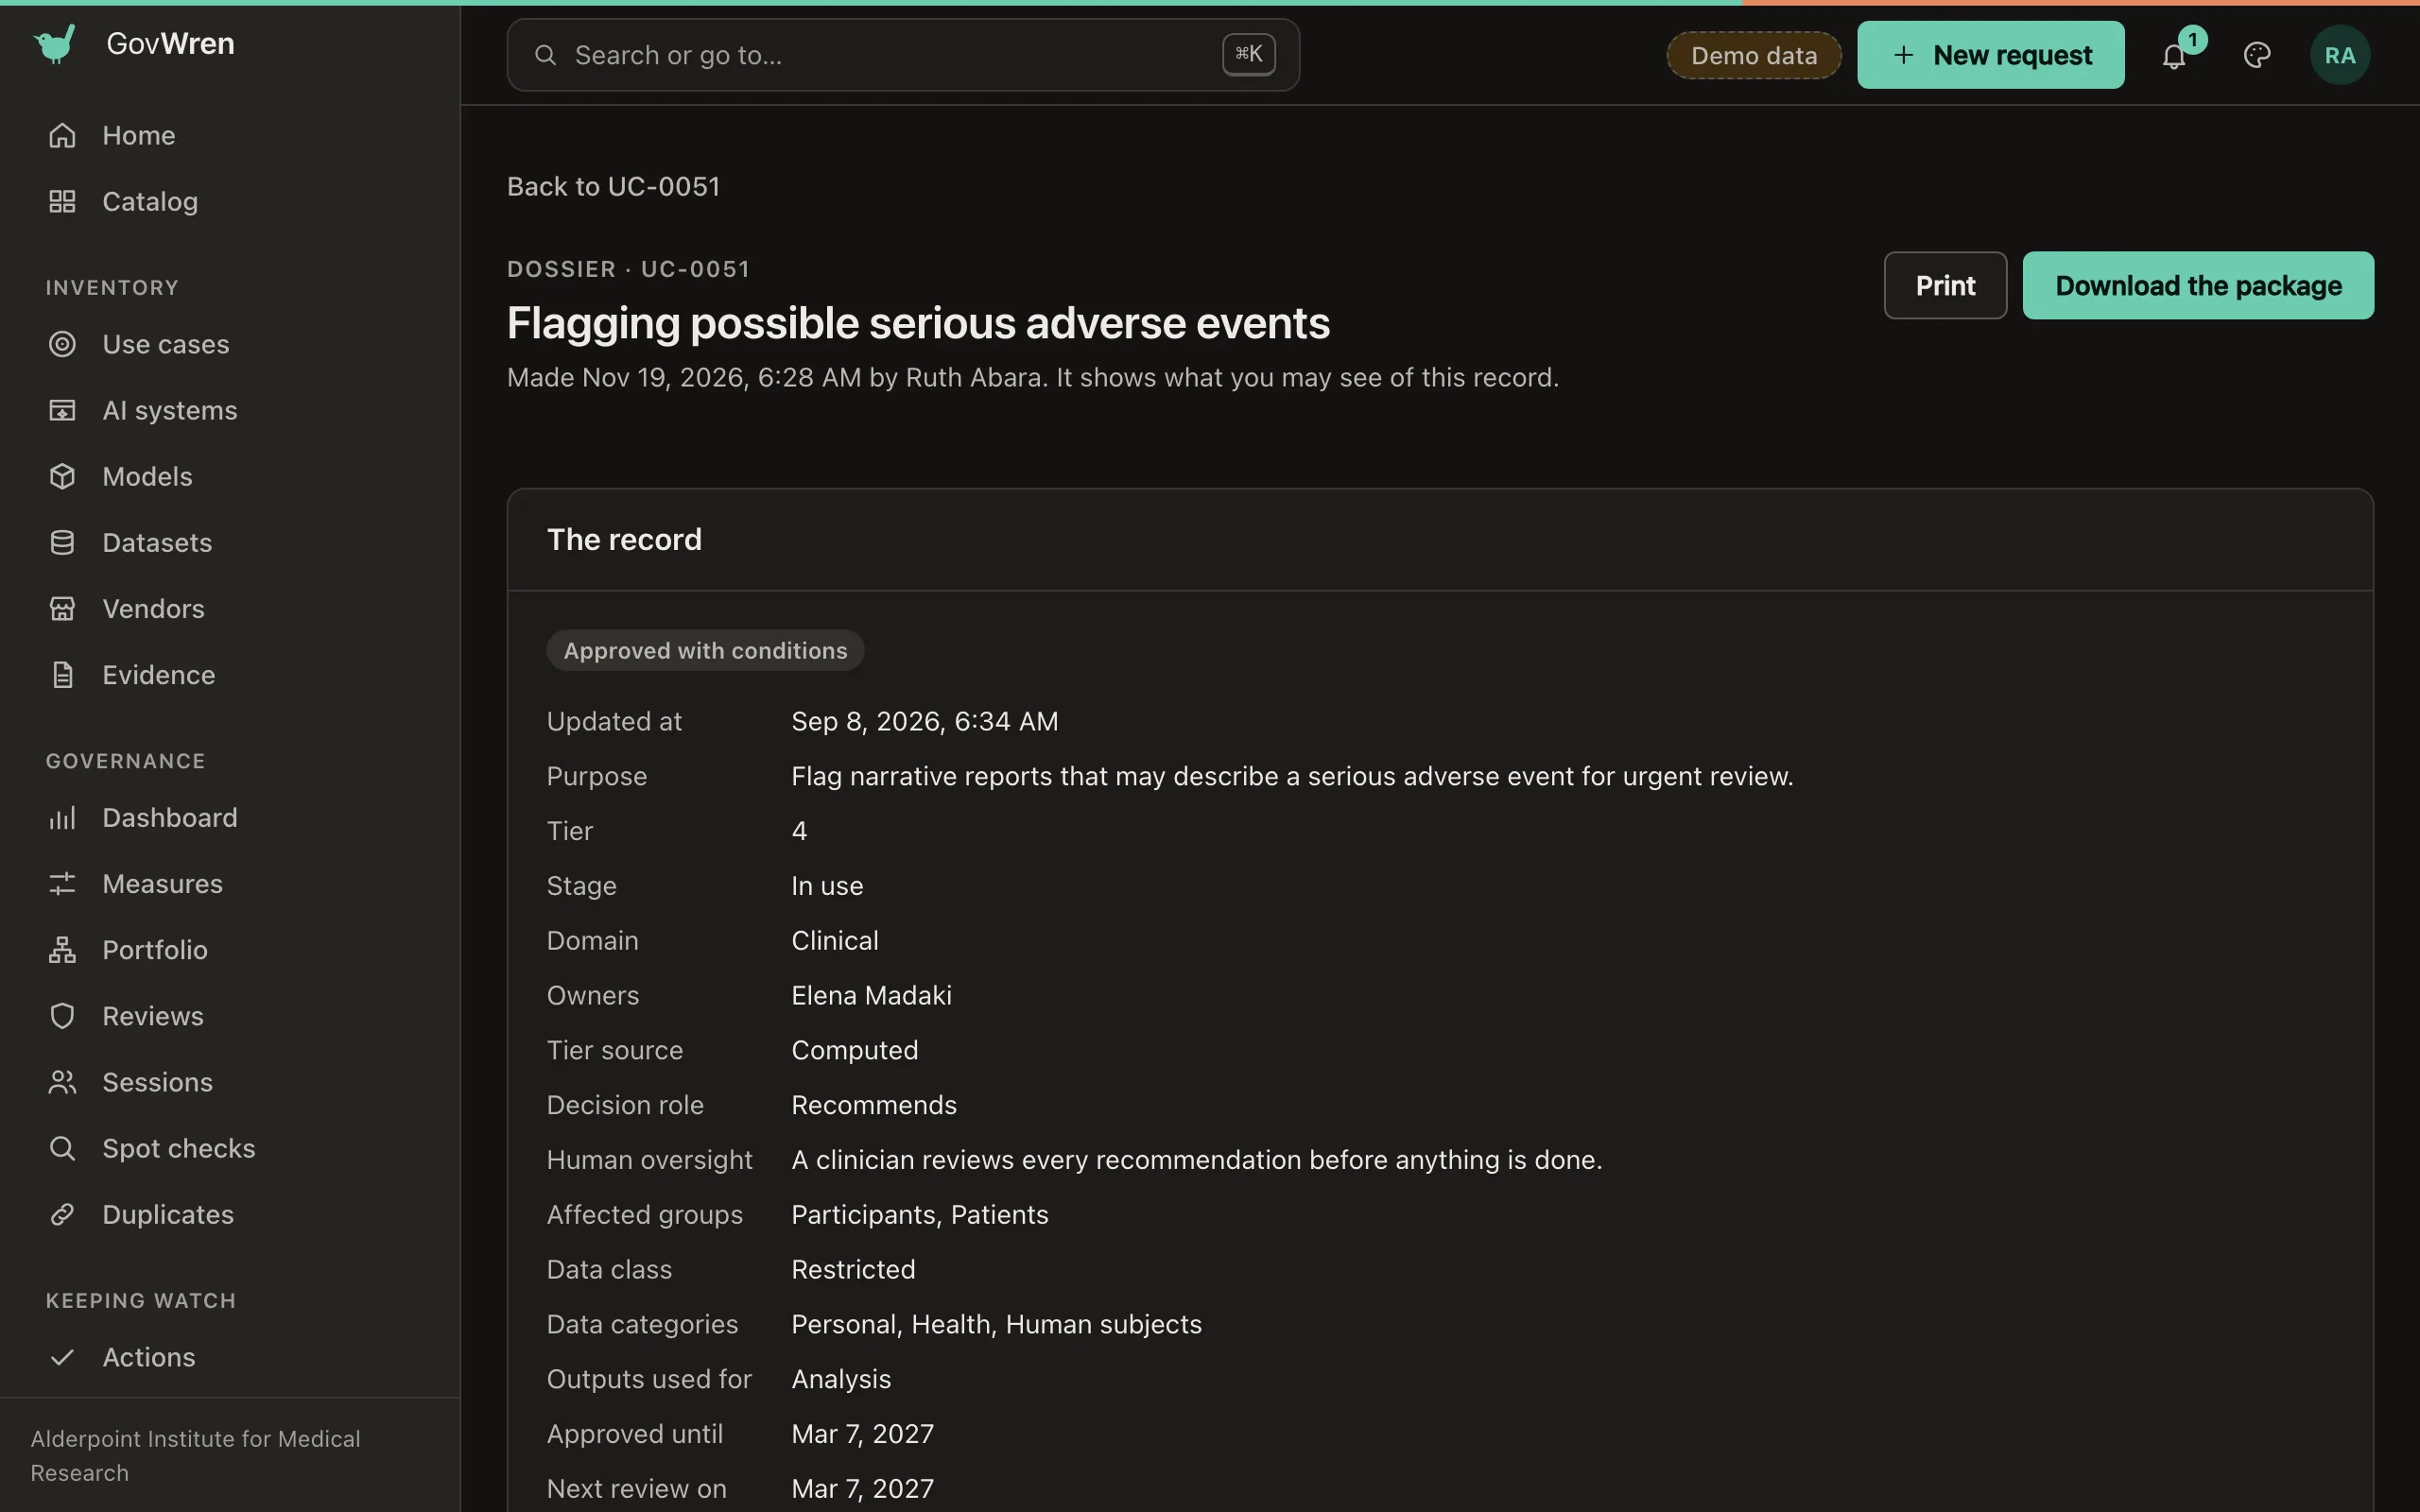 GovWren
Search or go to...
⌘K
Demo data
+ New request
1
RA
Home
Catalog
INVENTORY
Use cases
AI systems
Models
Datasets
Vendors
Evidence
GOVERNANCE
Dashboard
Measures
Portfolio
Reviews
Sessions
Spot checks
Duplicates
KEEPING WATCH
Actions
Alderpoint Institute for Medical
Research
Back to UC-0051
DOSSIER · UC-0051
Flagging possible serious adverse events
Made Nov 19, 2026, 6:28 AM by Ruth Abara. It shows what you may see of this record.
Print
Download the package
The record
Approved with conditions
Updated at Sep 8, 2026, 6:34 AM
Purpose Flag narrative reports that may describe a serious adverse event for urgent review.
Tier 4
Stage In use
Domain Clinical
Owners Elena Madaki
Tier source Computed
Decision role Recommends
Human oversight A clinician reviews every recommendation before anything is done.
Affected groups Participants, Patients
Data class Restricted
Data categories Personal, Health, Human subjects
Outputs used for Analysis
Approved until Mar 7, 2027
Next review on Mar 7, 2027